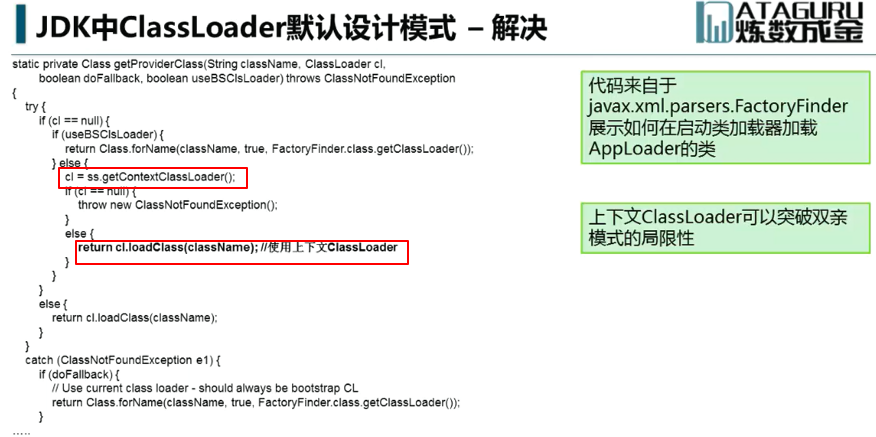 JDK中ClassLoader默认设计模式 – 解决
ATAGURU
炼数成金
static private Class getProviderClass(String className, ClassLoader cl,
boolean doFallback, boolean useBSClsLoader) throws ClassNotFoundException
{
try {
if (cl == null) {
if (useBSClsLoader) {
return Class.forName(className, true, FactoryFinder.class.getClassLoader());
} else {
cl = ss.getContextClassLoader();
if (cl == null) {
throw new ClassNotFoundException();
}
else {
return cl.loadClass(className); //使用上下文ClassLoader
}
}
}
else {
return cl.loadClass(className);
}
}
catch (ClassNotFoundException e1) {
if (doFallback) {
// Use current class loader - should always be bootstrap CL
return Class.forName(className, true, FactoryFinder.class.getClassLoader());
}
.....
代码来自于
javax.xml.parsers.FactoryFinder
展示如何在启动类加载器加载
AppLoader的类
上下文ClassLoader可以突破双亲
模式的局限性